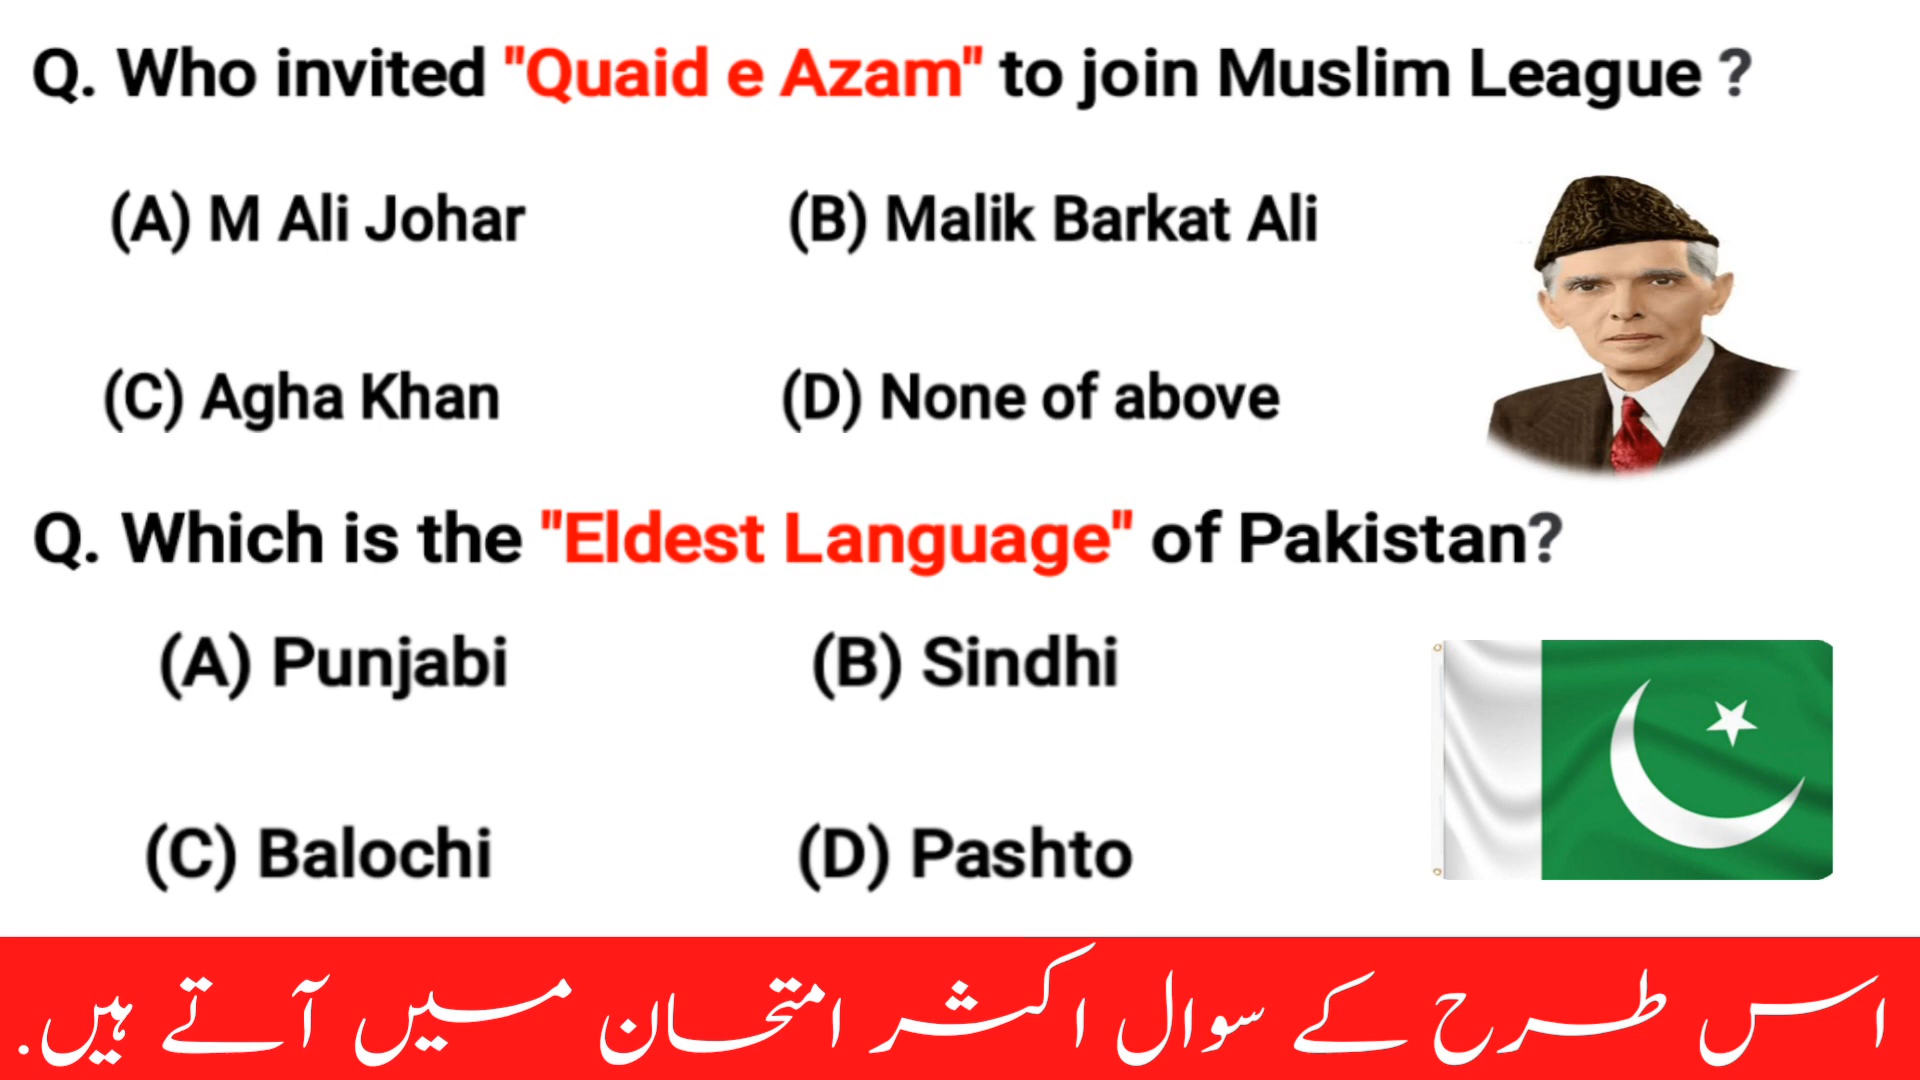 Q. Who invited "Quaid e Azam" to join Muslim League ?
(A) M Ali Johar (B) Malik Barkat Ali
(C) Agha Khan (D) None of above
Q. Which is the "Eldest Language" of Pakistan?
(A) Punjabi (B) Sindhi
(C) Balochi (D) Pashto
اس طرح کے سوال اکثر امتحان میں آتے ہیں.